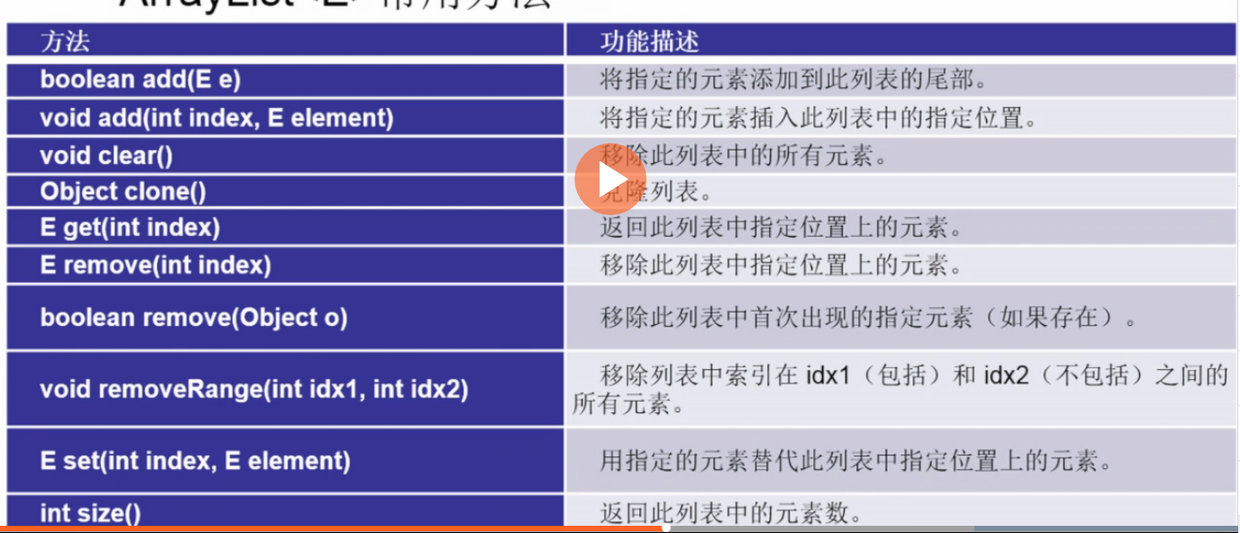 方法 功能描述
boolean add(E e) 将指定的元素添加到此列表的尾部。
void add(int index, E element) 将指定的元素插入此列表中的指定位置。
void clear() 移除此列表中的所有元素。
Object clone() 克隆列表。
E get(int index) 返回此列表中指定位置上的元素。
E remove(int index) 移除此列表中指定位置上的元素。
boolean remove(Object o) 移除此列表中首次出现的指定元素（如果存在）。
void removeRange(int idx1, int idx2) 移除列表中索引在 idx1（包括）和 idx2（不包括）之间的
所有元素。
E set(int index, E element) 用指定的元素替代此列表中指定位置上的元素。
int size() 返回此列表中的元素数。